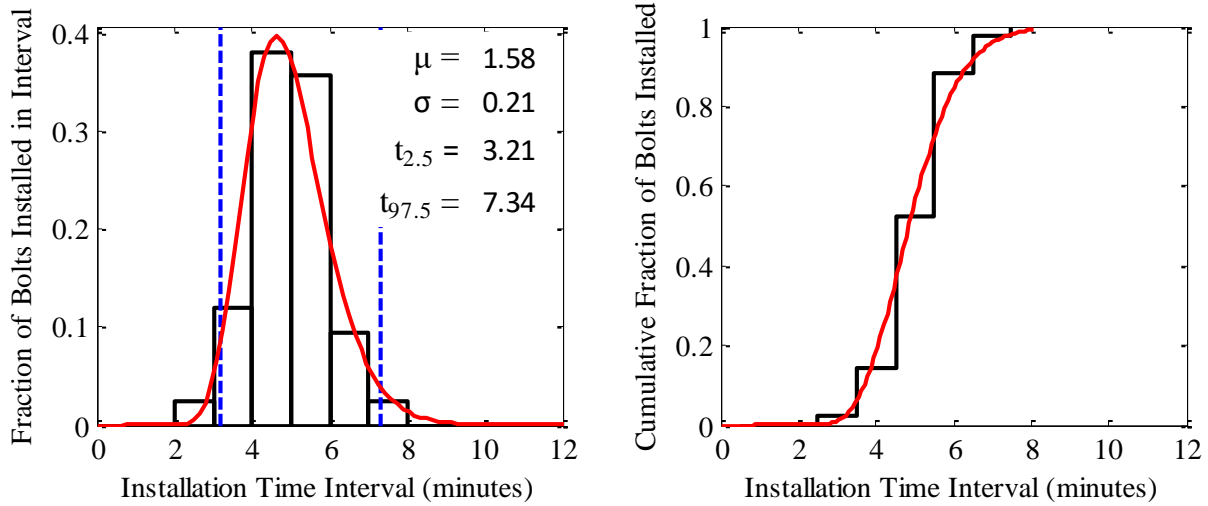 Fraction of Bolts Installed in Interval
0.4
0.3
0.2
0.1
0
μ = 1.58
σ = 0.21
t2.5 = 3.21
t97.5 = 7.34
0 2 4 6 8 10 12
Installation Time Interval (minutes)
Cumulative Fraction of Bolts Installed
1
0.8
0.6
0.4
0.2
0
0 2 4 6 8 10 12
Installation Time Interval (minutes)